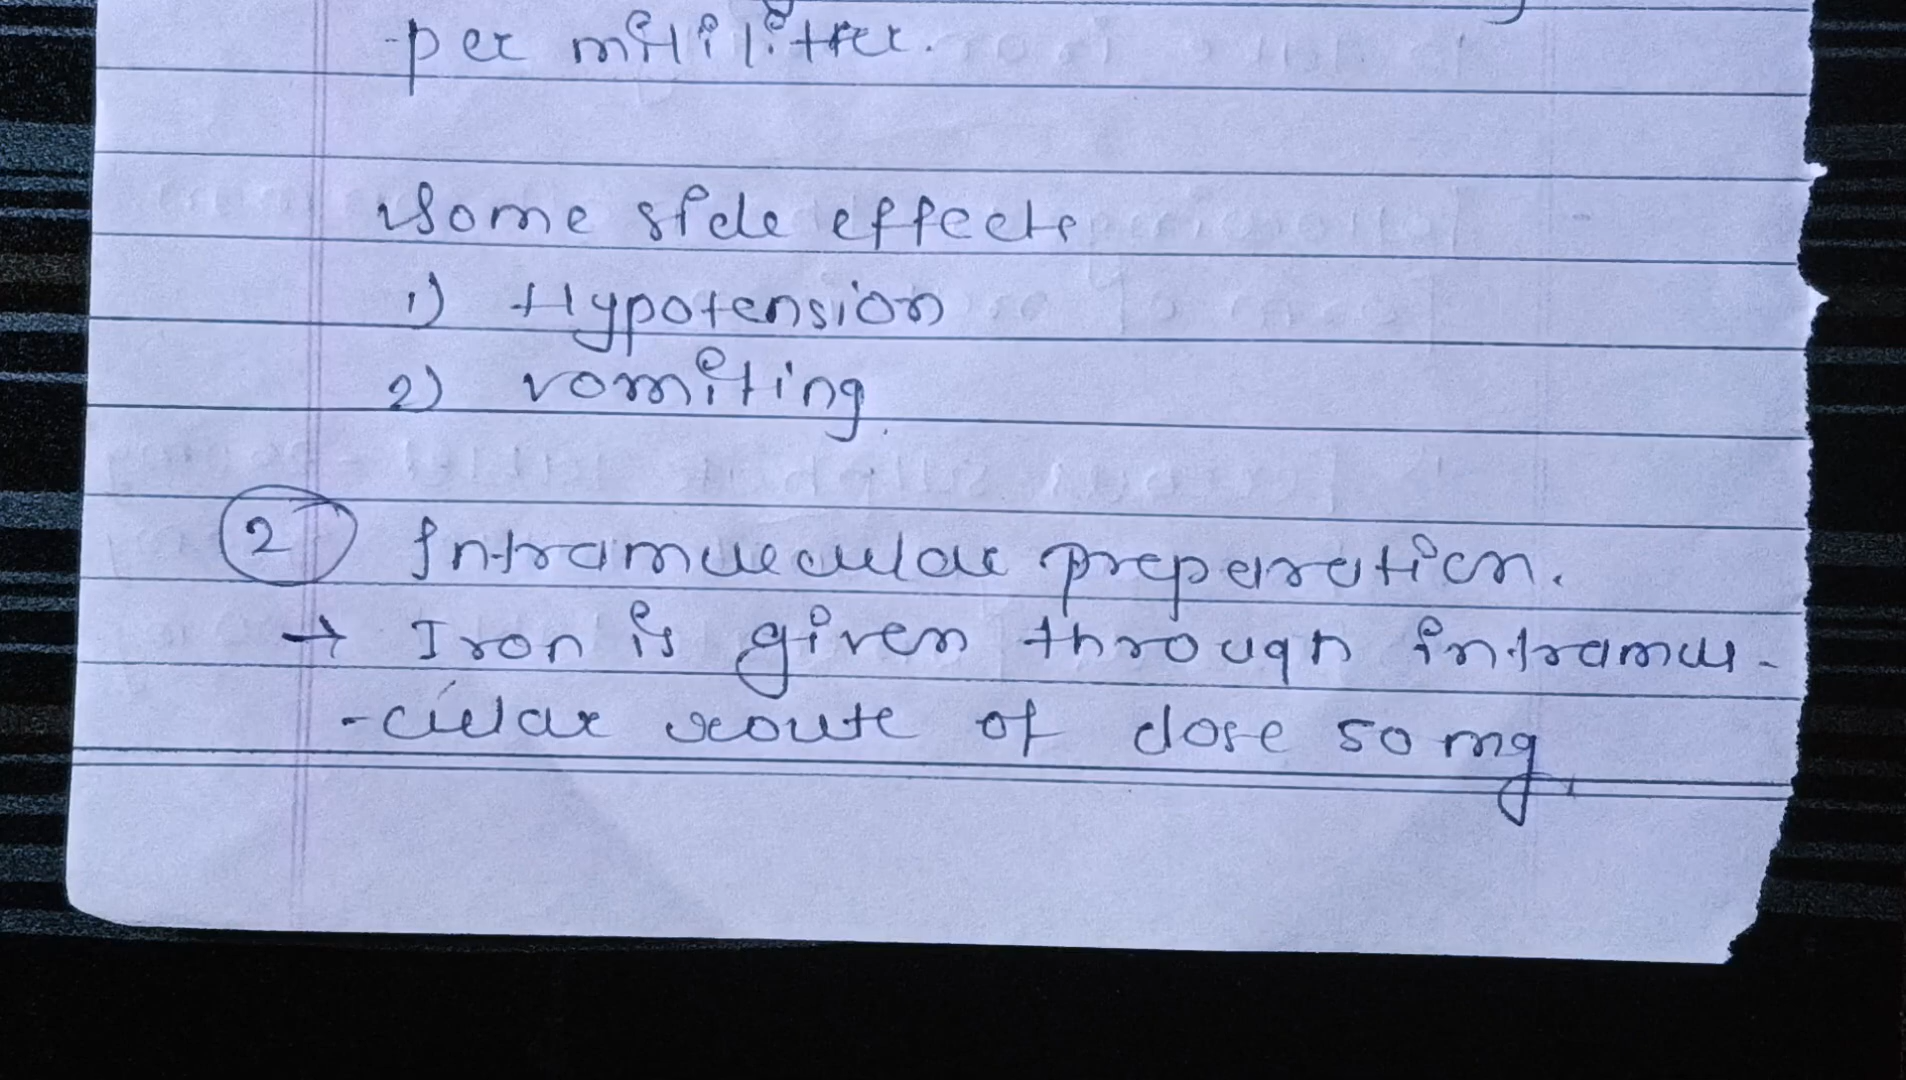 per mililitre.
Some side effects
1) Hypotension
2) vomiting
2 Intramuscular preparation.
→ Iron is given through intramus-
-cular route of dose 50 mg.